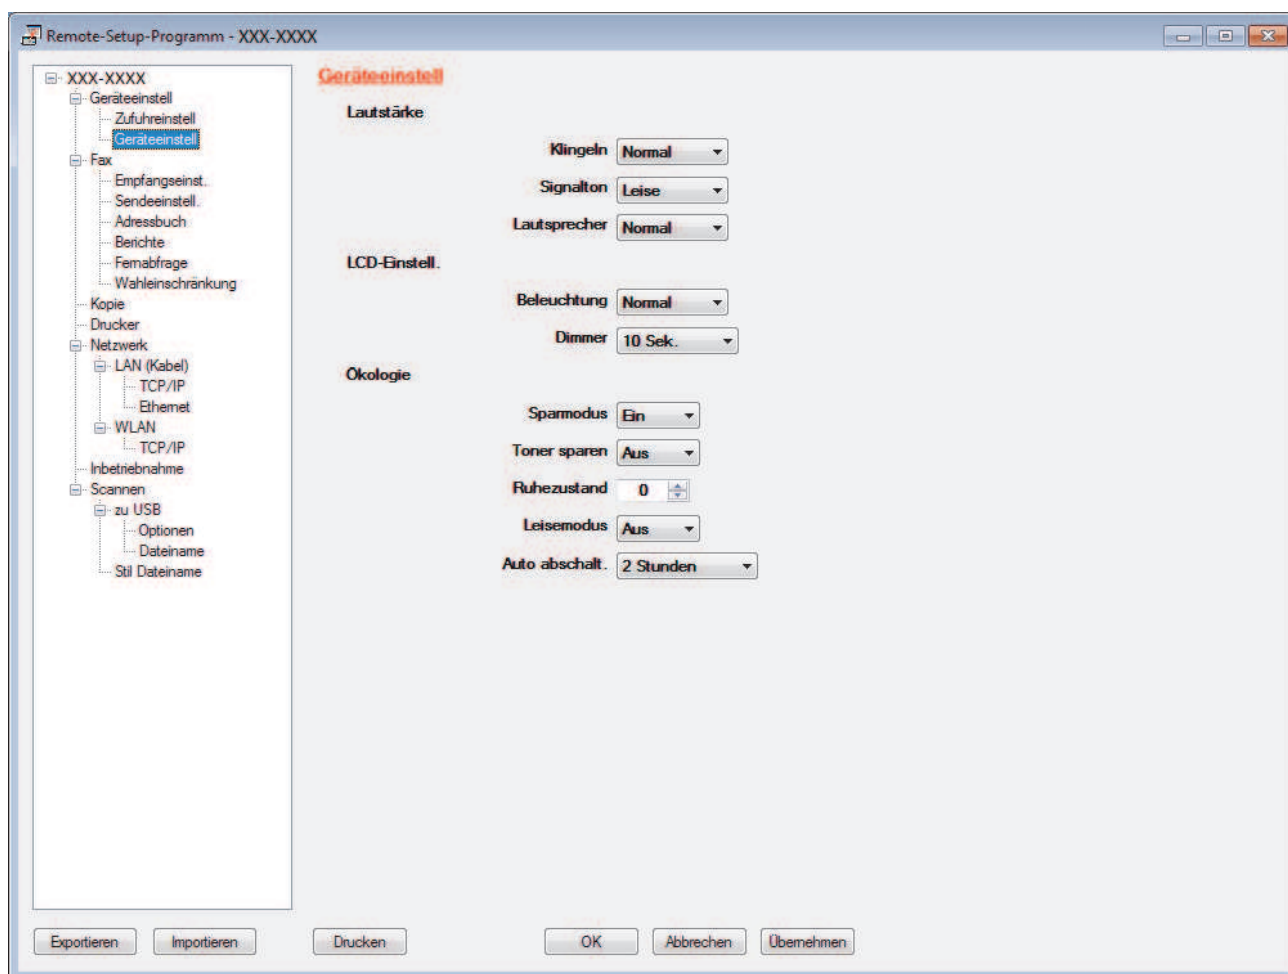 Remote-Setup-Programm - XXX-XXXX
XXX-XXXX
Geräteeinstell
Zufuhreinstell
Geräteeinstell
Fax
Empfangseinst.
Sendeeinstell.
Adressbuch
Berichte
Fernabfrage
Wahleinschränkung
Kopie
Drucker
Netzwerk
LAN (Kabel)
TCP/IP
Ethernet
WLAN
TCP/IP
Inbetriebnahme
Scannen
zu USB
Optionen
Dateiname
Stil Dateiname
Geräteeinstell
Lautstärke
Klingeln Normal
Signalton Leise
Lautsprecher Normal
LCD-Einstell.
Beleuchtung Normal
Dimmer 10 Sek.
Ökologie
Sparmodus Ein
Toner sparen Aus
Ruhezustand 0
Leisemodus Aus
Auto abschalt. 2 Stunden
Exportieren Importieren Drucken OK Abbrechen Übernehmen